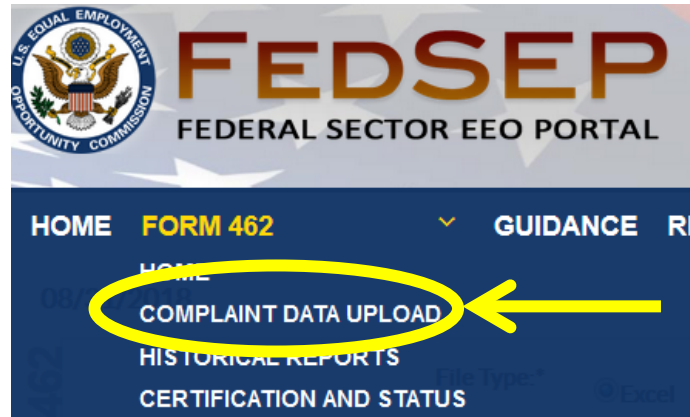 U.S. EQUAL EMPLOYMENT OPPORTUNITY COMMISSION
FEDSEP
FEDERAL SECTOR EEO PORTAL
HOME FORM 462 GUIDANCE
HOME
COMPLAINT DATA UPLOAD
HISTORICAL REPORTS
File Type:*
Excel
CERTIFICATION AND STATUS
462